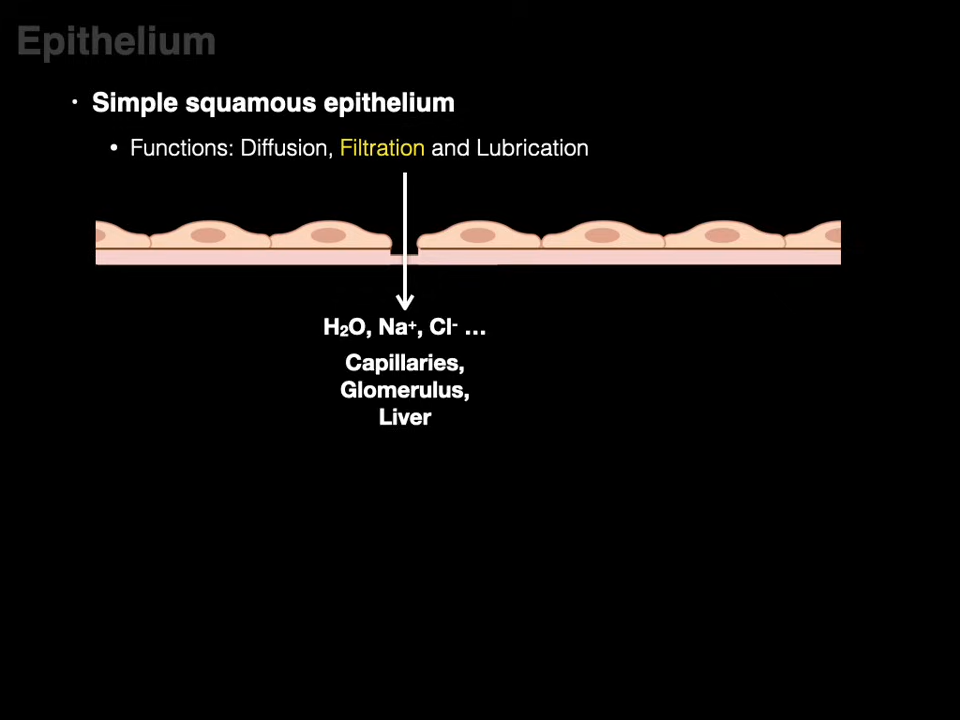 Epithelium
• Simple squamous epithelium
• Functions: Diffusion, Filtration and Lubrication
H₂O, Na⁺, Cl⁻ ...
Capillaries,
Glomerulus,
Liver